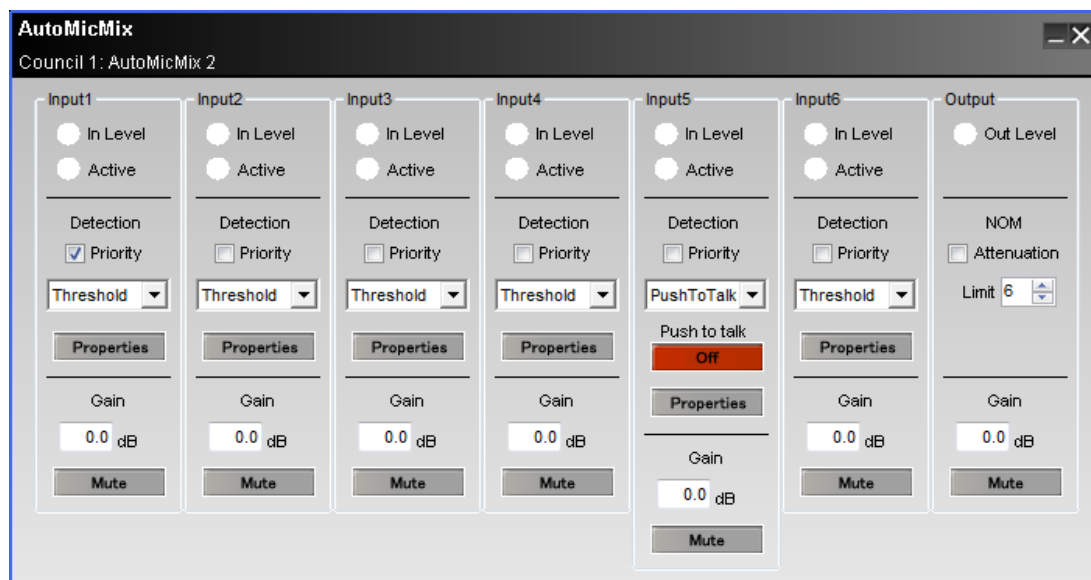 AutoMicMix
Council 1: AutoMicMix 2
Input1 Input2 Input3 Input4 Input5 Input6 Output
In Level In Level In Level In Level In Level In Level Out Level
Active Active Active Active Active Active
Detection Detection Detection Detection Detection Detection NOM
Priority Priority Priority Priority Priority Priority Attenuation
Threshold Threshold Threshold Threshold PushToTalk Threshold Limit 6
Push to talk
Properties Properties Properties Properties Off Properties
Gain Gain Gain Gain Properties Gain Gain
0.0 dB 0.0 dB 0.0 dB 0.0 dB 0.0 dB 0.0 dB
Gain
Mute Mute Mute Mute 0.0 dB Mute Mute
Mute